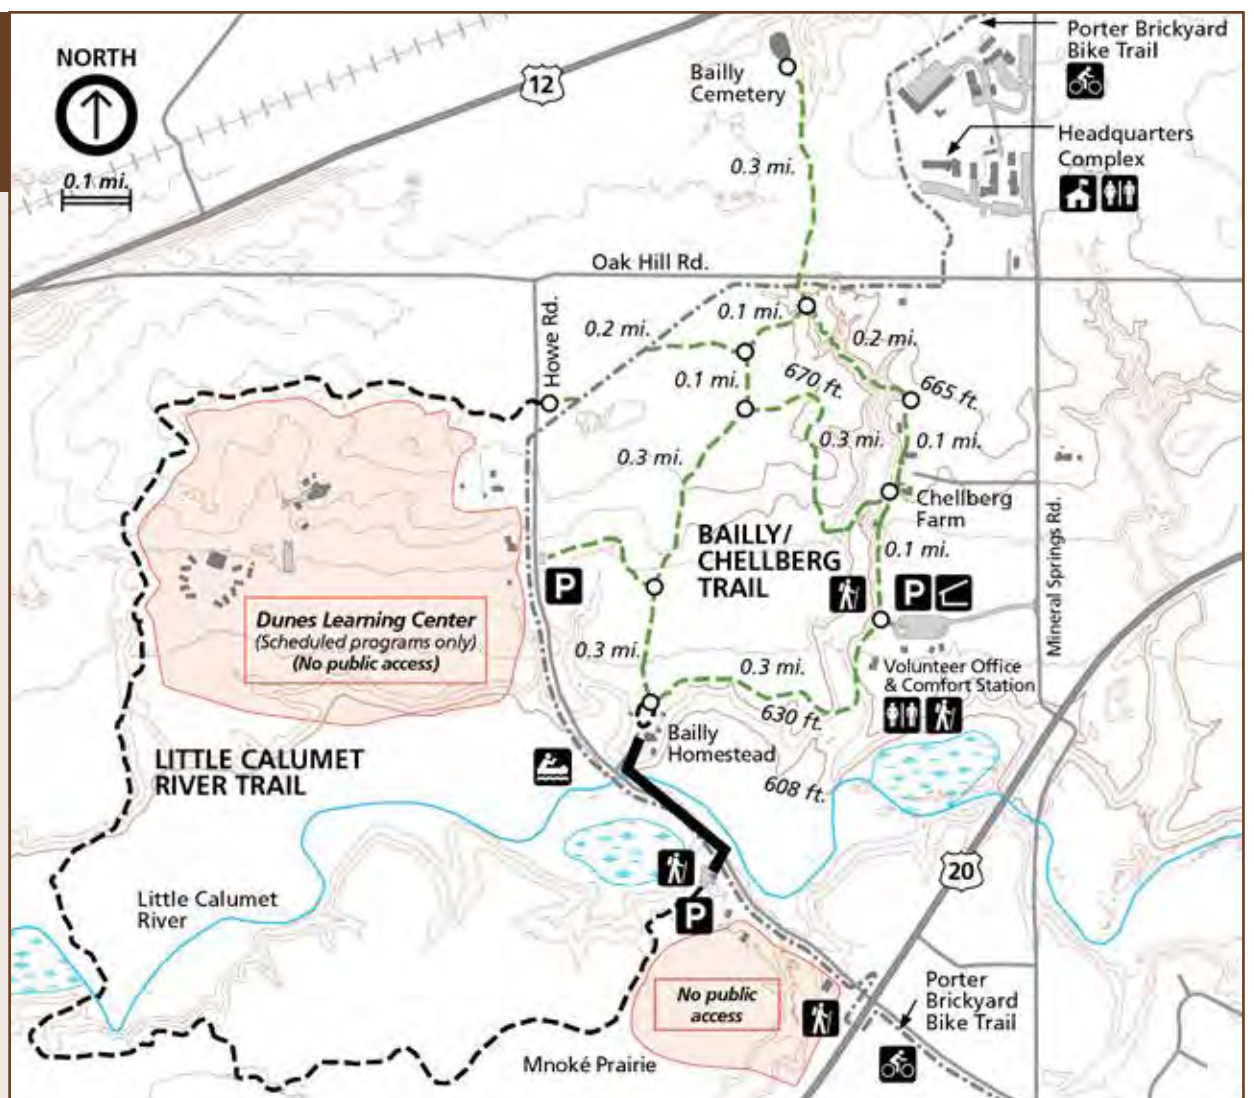 NORTH
0.1 mi.
12
Bailly
Cemetery
0.3 mi.
Porter Brickyard
Bike Trail
Headquarters
Complex
Oak Hill Rd.
Howe Rd.
0.2 mi.
0.1 mi.
0.2 mi.
0.1 mi.
670 ft.
665 ft.
0.3 mi.
0.3 mi.
0.1 mi.
Chellberg
Farm
0.1 mi.
Mineral Springs Rd.
BAILLY/
CHELLBERG
TRAIL
P
P
Dunes Learning Center
(Scheduled programs only)
(No public access)
0.3 mi.
0.3 mi.
630 ft.
Volunteer Office
& Comfort Station
Bailly
Homestead
608 ft.
LITTLE CALUMET
RIVER TRAIL
20
Little Calumet
River
P
No public
access
Porter
Brickyard
Bike Trail
Mnoké Prairie